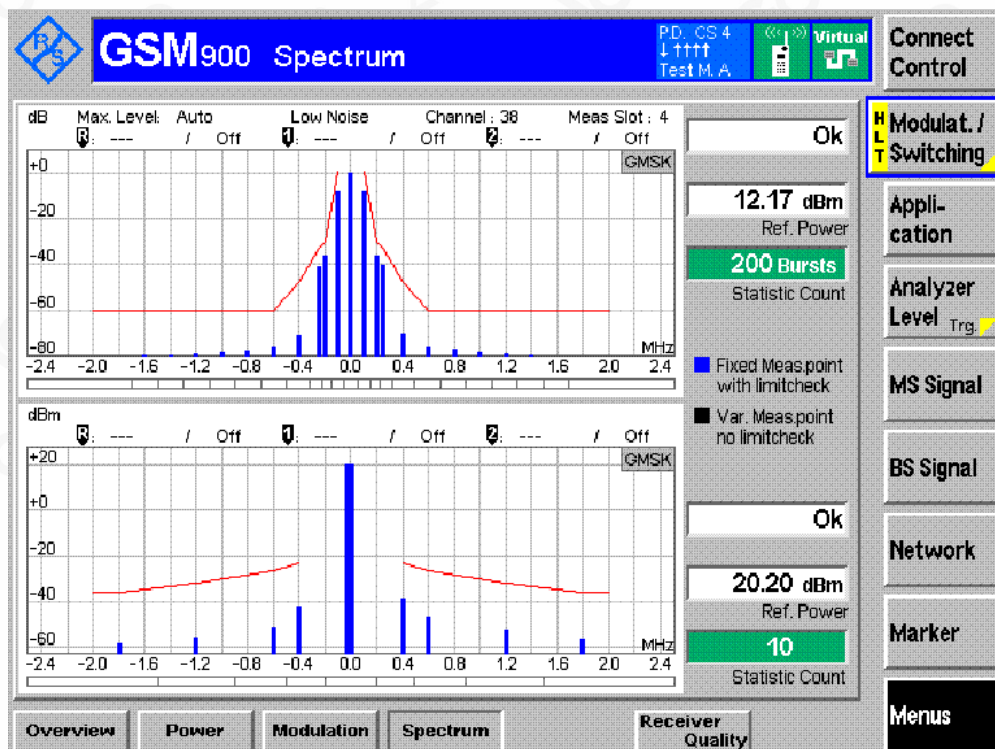 R S
GSM900 Spectrum
P.D. CS 4
↓ ↑↑↑↑
Test M. A
Virtual
Connect
Control
dB Max. Level: Auto Low Noise Channel : 38 Meas Slot : 4
R: --- / Off 1: --- / Off 2: --- / Off
GMSK
+0
-20
-40
-60
-80
MHz
-2.4 -2.0 -1.6 -1.2 -0.8 -0.4 0.0 0.4 0.8 1.2 1.6 2.0 2.4
Ok
12.17 dBm
Ref. Power
200 Bursts
Statistic Count
Fixed Meas.point
with limitcheck
Var. Meas.point
no limitcheck
dBm
R: --- / Off 1: --- / Off 2: --- / Off
GMSK
+20
+0
-20
-40
-60
MHz
-2.4 -2.0 -1.6 -1.2 -0.8 -0.4 0.0 0.4 0.8 1.2 1.6 2.0 2.4
Ok
20.20 dBm
Ref. Power
10
Statistic Count
HLT
Modulat. /
Switching
Appli-
cation
Analyzer
Level Trg.
MS Signal
BS Signal
Network
Marker
Menus
Overview
Power
Modulation
Spectrum
Receiver
Quality